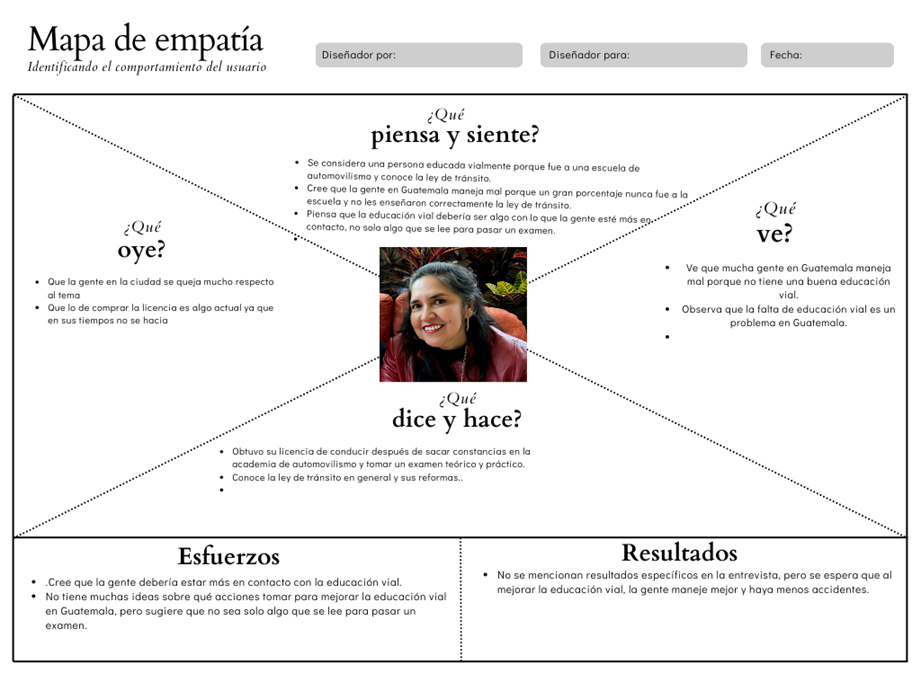 Mapa de empatía
Identificando el comportamiento del usuario
Diseñador por:
Diseñador para:
Fecha:
¿Qué
piensa y siente?
Se considera una persona educada vialmente porque fue a una escuela de
automovilismo y conoce la ley de tránsito.
Cree que la gente en Guatemala maneja mal porque un gran porcentaje nunca fue a la
escuela y no les enseñaron correctamente la ley de tránsito.
Piensa que la educación vial debería ser algo con lo que la gente esté más en
contacto, no solo algo que se lee para pasar un examen.
¿Qué
oye?
Que la gente en la ciudad se queja mucho respecto
al tema
Que lo de comprar la licencia es algo actual ya que
en sus tiempos no se hacia
¿Qué
ve?
Ve que mucha gente en Guatemala maneja
mal porque no tiene una buena educación
vial.
Observa que la falta de educación vial es un
problema en Guatemala.
¿Qué
dice y hace?
Obtuvo su licencia de conducir después de sacar constancias en la
academia de automovilismo y tomar un examen teórico y práctico.
Conoce la ley de tránsito en general y sus reformas..
Esfuerzos
.Cree que la gente debería estar más en contacto con la educación vial.
No tiene muchas ideas sobre qué acciones tomar para mejorar la educación vial
en Guatemala, pero sugiere que no sea solo algo que se lee para pasar un
examen.
Resultados
No se mencionan resultados específicos en la entrevista, pero se espera que al
mejorar la educación vial, la gente maneje mejor y haya menos accidentes.